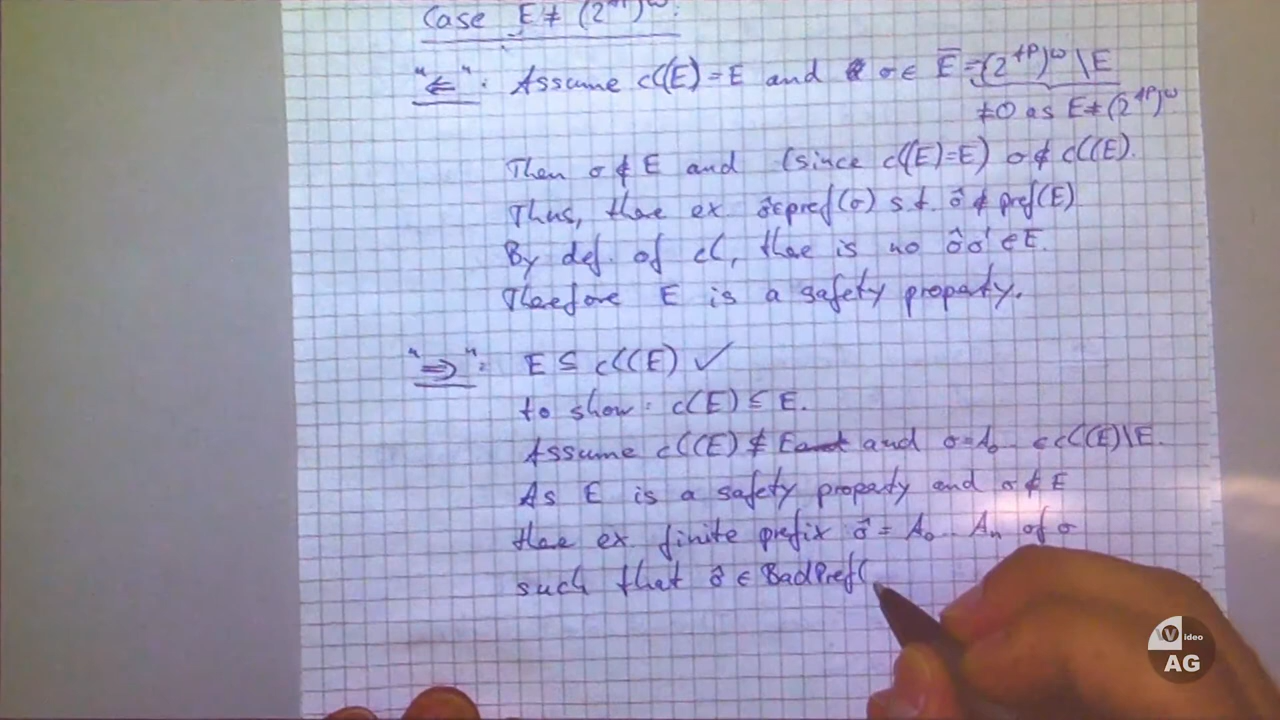 Case E ≠ (2^AP)^ω:
"⇐": Assume cl(E)=E and σ∈ Ē=(2^AP)^ω\E
≠∅ as E≠(2^AP)^ω
Then σ∉E and (since cl(E)=E) σ∉cl(E).
Thus, there ex σ̂∈pref(σ) s.t. σ̂∉pref(E)
By def. of cl, there is no σ̂σ'∈E.
Therefore E is a safety property.
"⇒": E⊆cl(E) ✓
to show: cl(E)⊆E.
Assume cl(E)⊈E and σ=A₀... ∈cl(E)\E.
As E is a safety property and σ∉E
there ex finite prefix σ̂=A₀...Aₙ of σ
such that σ̂∈BadPref(
Video
AG